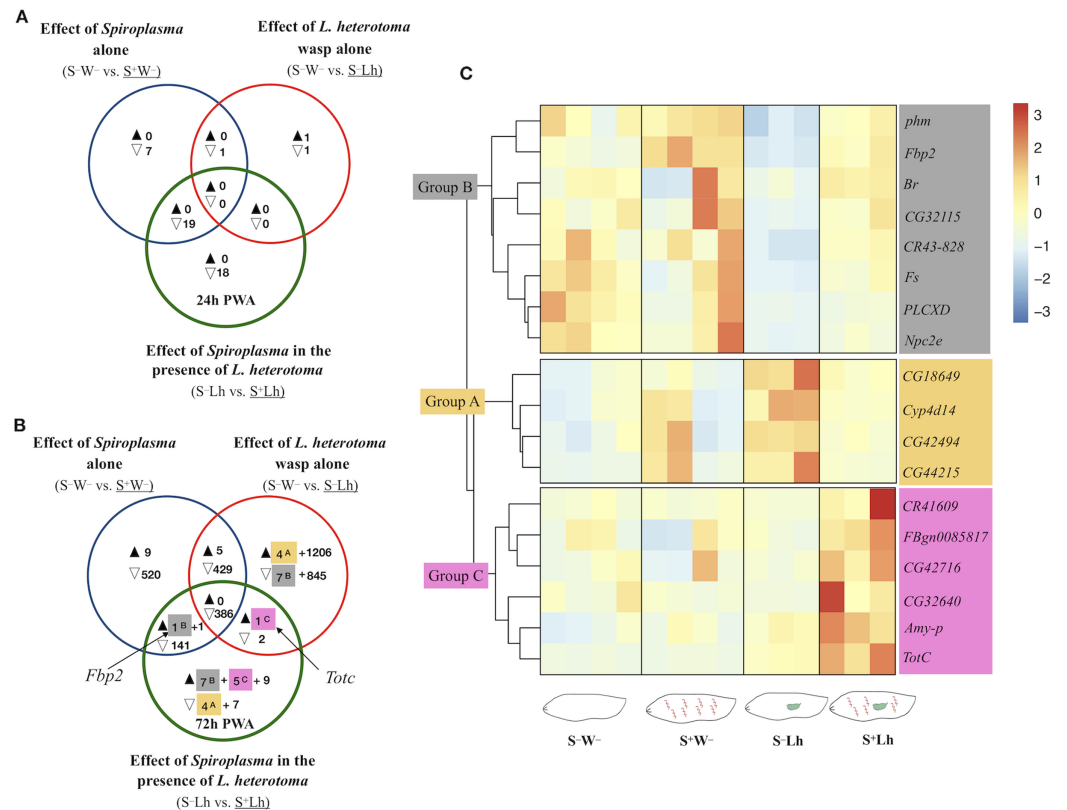 A
Effect of Spiroplasma
alone
(S⁻W⁻ vs. S⁺W⁻)
Effect of L. heterotoma
wasp alone
(S⁻W⁻ vs. S⁻Lh)
▲ 0
▽ 7
▲ 0
▽ 1
▲ 1
▽ 1
▲ 0
▽ 0
▲ 0
▽ 19
▲ 0
▽ 0
▲ 0
▽ 18
24h PWA
Effect of Spiroplasma in the
presence of L. heterotoma
(S⁻Lh vs. S⁺Lh)
B
Effect of Spiroplasma
alone
(S⁻W⁻ vs. S⁺W⁻)
Effect of L. heterotoma
wasp alone
(S⁻W⁻ vs. S⁻Lh)
▲ 9
▽ 520
▲ 5
▽ 429
▲ 4 A +1206
▽ 7 B +845
▲ 0
▽ 386
▲ 1 B +1
▽ 141
▲ 1 C
▽ 2
Fbp2
Totc
▲ 7 B + 5 C + 9
▽ 4 A + 7
72h PWA
Effect of Spiroplasma in the
presence of L. heterotoma
(S⁻Lh vs. S⁺Lh)
C
Group B
phm
Fbp2
Br
CG32115
CR43-828
Fs
PLCXD
Npc2e
Group A
CG18649
Cyp4d14
CG42494
CG44215
Group C
CR41609
FBgn0085817
CG42716
CG32640
Amy-p
TotC
S⁻W⁻
S⁺W⁻
S⁻Lh
S⁺Lh
3
2
1
0
−1
−2
−3